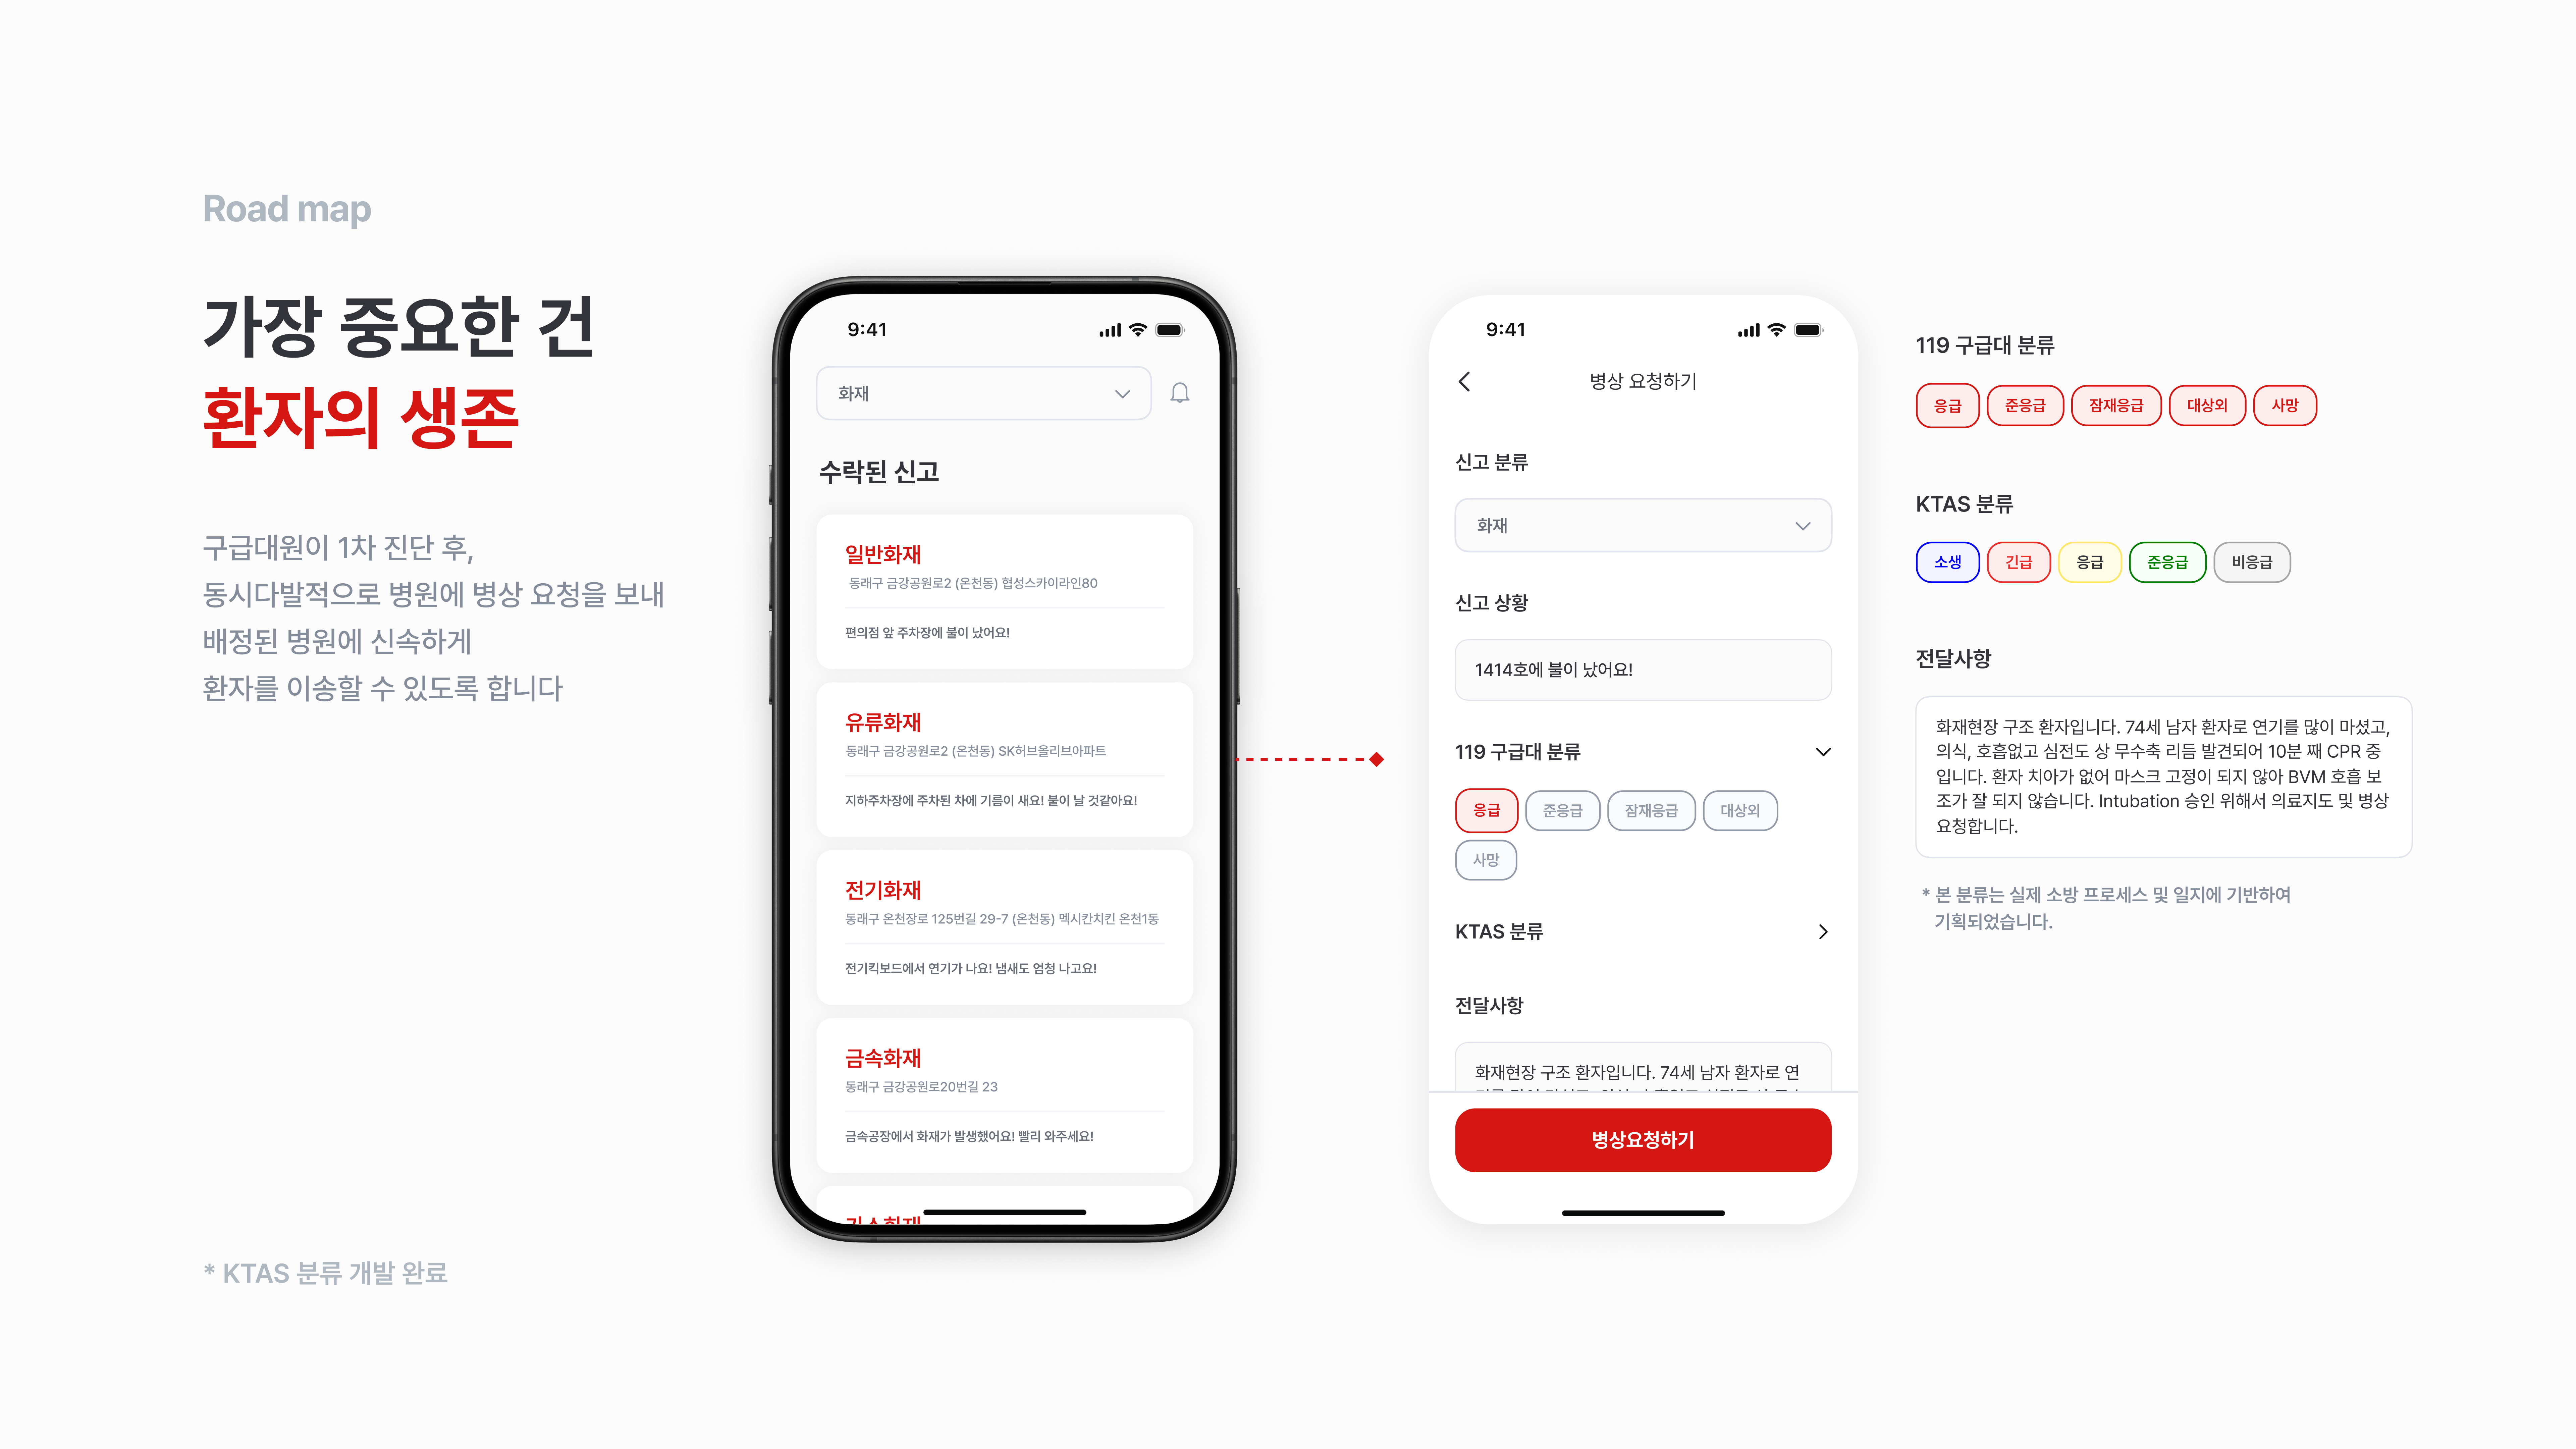 Road map
가장 중요한 건
환자의 생존
구급대원이 1차 진단 후,
동시다발적으로 병원에 병상 요청을 보내
배정된 병원에 신속하게
환자를 이송할 수 있도록 합니다
* KTAS 분류 개발 완료
9:41
화재
수락된 신고
일반화재
동래구 금강공원로2 (온천동) 협성스카이라인80
편의점 앞 주차장에 불이 났어요!
유류화재
동래구 금강공원로2 (온천동) SK허브올리브아파트
지하주차장에 주차된 차에 기름이 새요! 불이 날 것같아요!
전기화재
동래구 온천장로 125번길 29-7 (온천동) 멕시칸치킨 온천1동
전기킥보드에서 연기가 나요! 냄새도 엄청 나고요!
금속화재
동래구 금강공원로20번길 23
금속공장에서 화재가 발생했어요! 빨리 와주세요!
9:41
병상 요청하기
신고 분류
화재
신고 상황
1414호에 불이 났어요!
119 구급대 분류
응급 준응급 잠재응급 대상외
사망
KTAS 분류
전달사항
화재현장 구조 환자입니다. 74세 남자 환자로 연
병상요청하기
119 구급대 분류
응급 준응급 잠재응급 대상외 사망
KTAS 분류
소생 긴급 응급 준응급 비응급
전달사항
화재현장 구조 환자입니다. 74세 남자 환자로 연기를 많이 마셨고,
의식, 호흡없고 심전도 상 무수축 리듬 발견되어 10분 째 CPR 중
입니다. 환자 치아가 없어 마스크 고정이 되지 않아 BVM 호흡 보
조가 잘 되지 않습니다. Intubation 승인 위해서 의료지도 및 병상
요청합니다.
* 본 분류는 실제 소방 프로세스 및 일지에 기반하여
기획되었습니다.